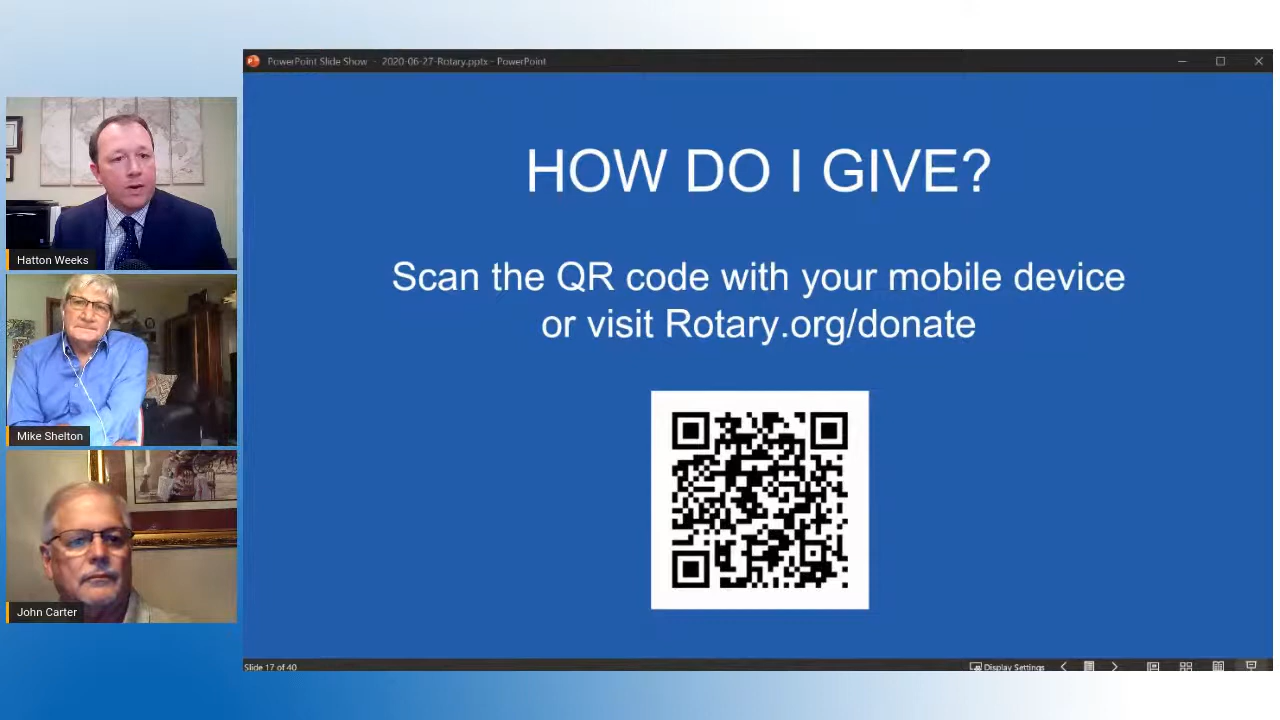 PowerPoint Slide Show - 2020-06-27-Rotary.pptx - PowerPoint
HOW DO I GIVE?
Scan the QR code with your mobile device
or visit Rotary.org/donate
Hatton Weeks
Mike Shelton
John Carter
Slide 17 of 40
Display Settings